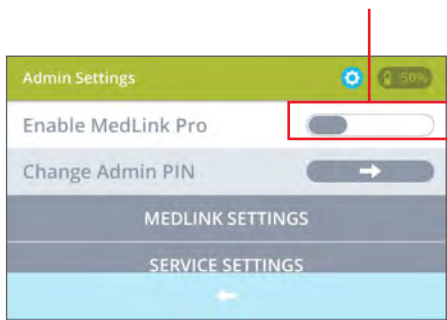 Admin Settings
50%
Enable MedLink Pro
Change Admin PIN
MEDLINK SETTINGS
SERVICE SETTINGS